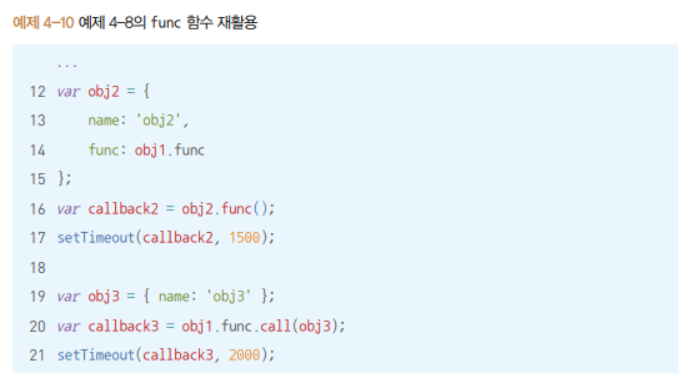 예제 4-10 예제 4-8의 func 함수 재활용
...
12 var obj2 = {
13     name: 'obj2',
14     func: obj1.func
15 };
16 var callback2 = obj2.func();
17 setTimeout(callback2, 1500);
18
19 var obj3 = { name: 'obj3' };
20 var callback3 = obj1.func.call(obj3);
21 setTimeout(callback3, 2000);